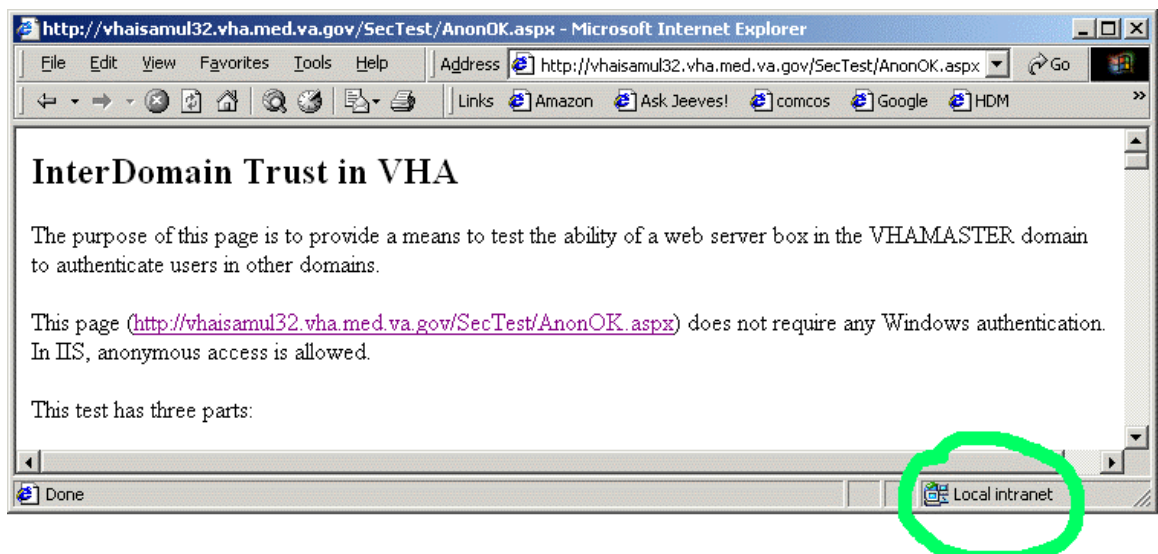 http://vhaisamul32.vha.med.va.gov/SecTest/AnonOK.aspx - Microsoft Internet Explorer
File Edit View Favorites Tools Help Address http://vhaisamul32.vha.med.va.gov/SecTest/AnonOK.aspx Go
Links Amazon Ask Jeeves! comcos Google HDM »
InterDomain Trust in VHA
The purpose of this page is to provide a means to test the ability of a web server box in the VHAMASTER domain
to authenticate users in other domains.
This page (http://vhaisamul32.vha.med.va.gov/SecTest/AnonOK.aspx) does not require any Windows authentication.
In IIS, anonymous access is allowed.
This test has three parts:
Done Local intranet